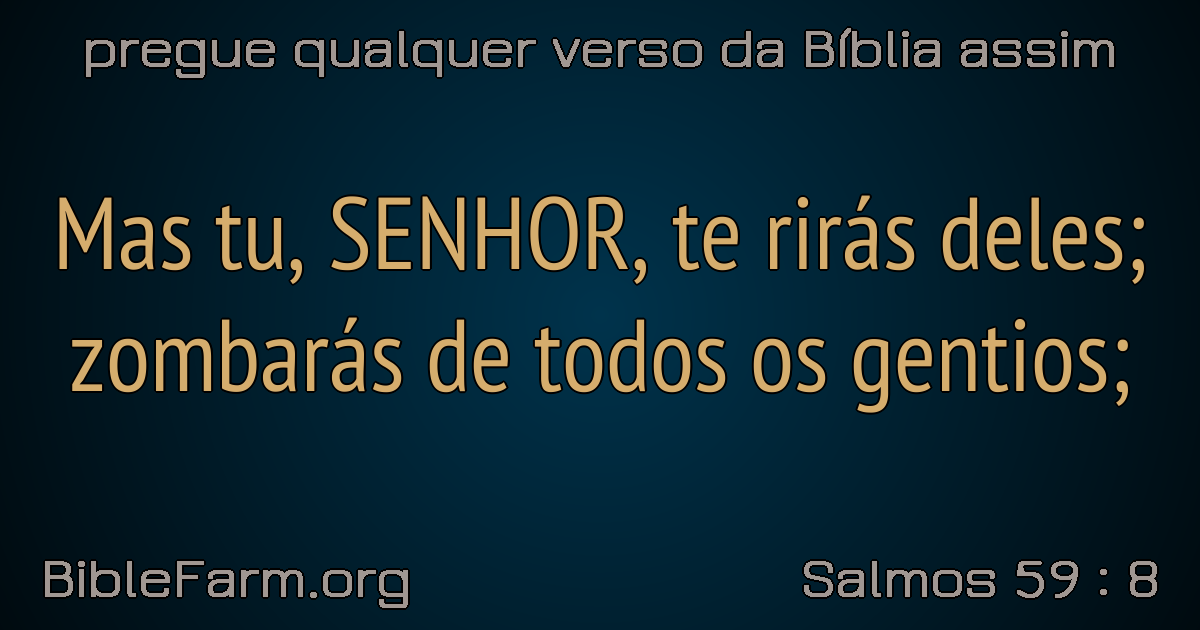 pregue qualquer verso da Bíblia assim
Mas tu, SENHOR, te rirás deles;
zombarás de todos os gentios;
BibleFarm.org
Salmos 59 : 8